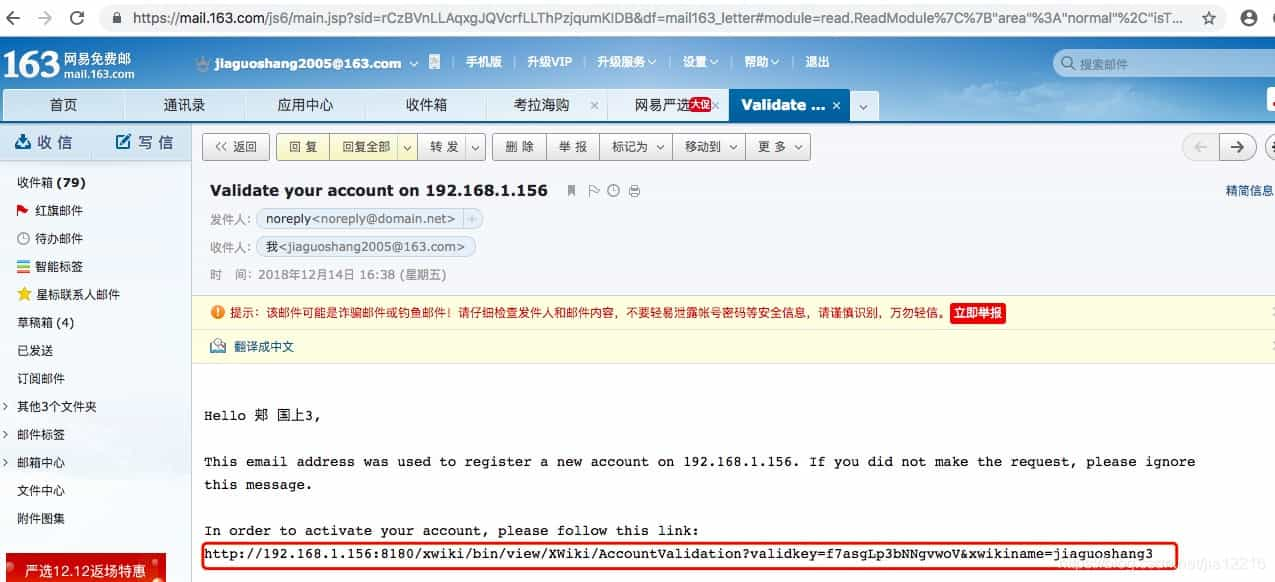 https://mail.163.com/js6/main.jsp?sid=rCzBVnLLAqxgJQVcrfLLThPzjqumKIDB&df=mail163_letter#module=read.ReadModule%7C%7B"area"%3A"normal"%2C"isT...
163 网易免费邮 mail.163.com
jiaguoshang2005@163.com 手机版 升级VIP 升级服务 设置 帮助 退出
搜索邮件
首页 通讯录 应用中心 收件箱 考拉海购 × 网易严选 大促 × Validate ... ×
收 信 写 信
<< 返回 回 复 回复全部 转 发 删 除 举 报 标记为 移动到 更 多
收件箱 (79)
红旗邮件
待办邮件
智能标签
星标联系人邮件
草稿箱 (4)
已发送
订阅邮件
其他3个文件夹
邮件标签
邮箱中心
文件中心
附件图集
严选12.12返场特惠
Validate your account on 192.168.1.156
精简信息
发件人： noreply<noreply@domain.net> +
收件人： 我<jiaguoshang2005@163.com>
时 间： 2018年12月14日 16:38 (星期五)
提示：该邮件可能是诈骗邮件或钓鱼邮件！请仔细检查发件人和邮件内容，不要轻易泄露帐号密码等安全信息，请谨慎识别，万勿轻信。 立即举报
翻译成中文
Hello 郏 国上3,
This email address was used to register a new account on 192.168.1.156. If you did not make the request, please ignore
this message.
In order to activate your account, please follow this link:
http://192.168.1.156:8180/xwiki/bin/view/XWiki/AccountValidation?validkey=f7asgLp3bNNgvwoV&xwikiname=jiaguoshang3